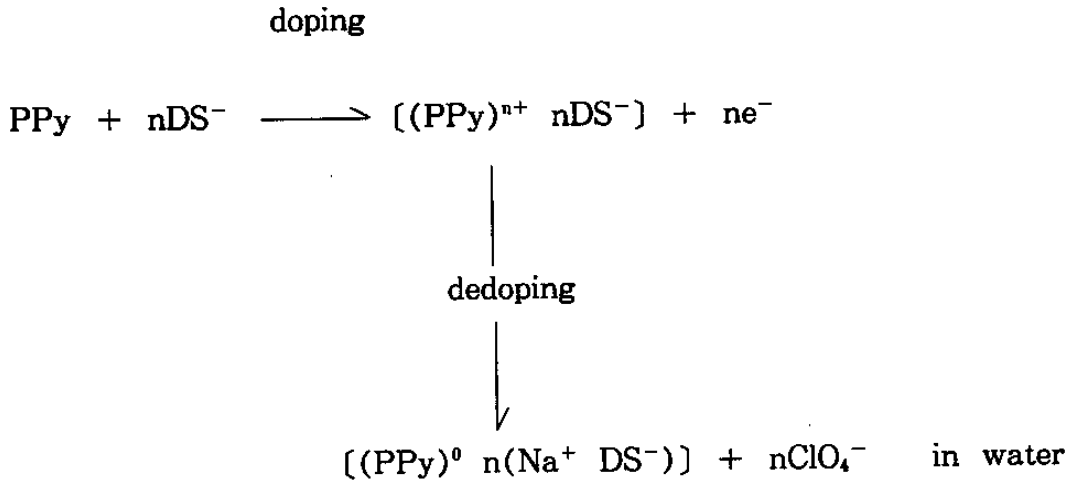 doping
PPy + nDS⁻ ⟶ [(PPy)ⁿ⁺ nDS⁻] + ne⁻
dedoping
[(PPy)⁰ n(Na⁺ DS⁻)] + nClO₄⁻ in water